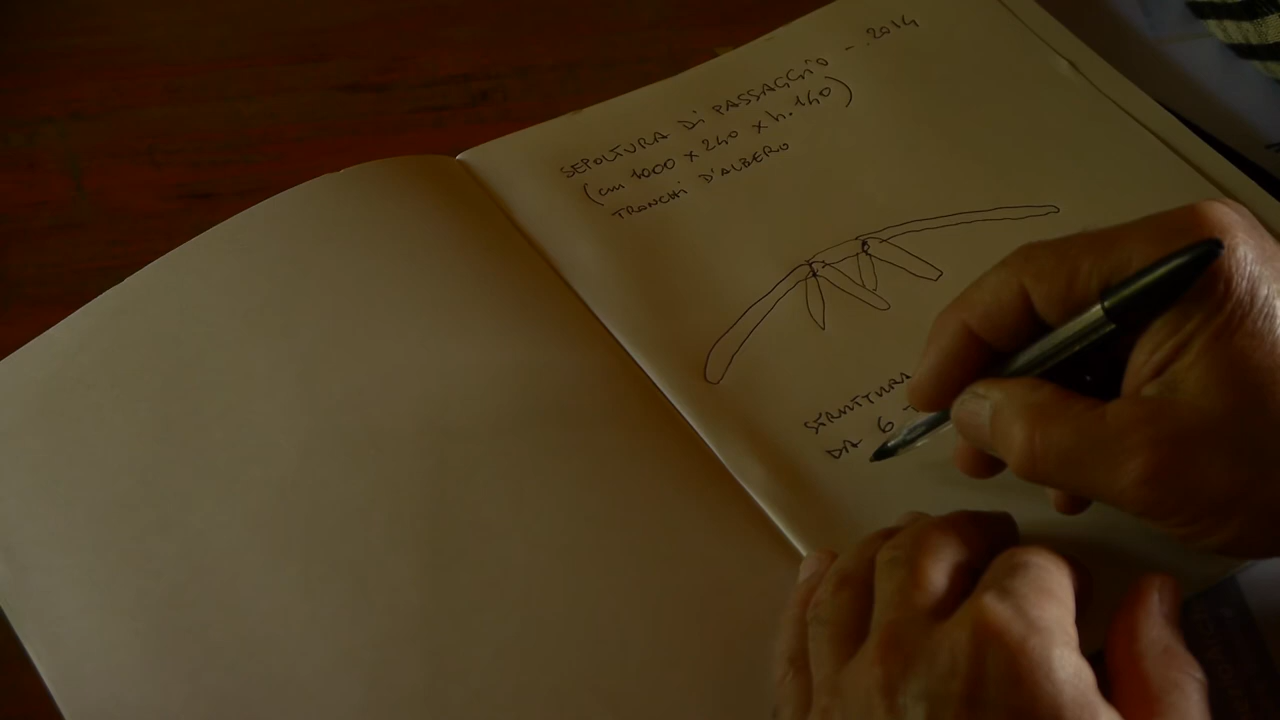 SEPOLTURA Di PASSAGGiO - .2014
(cm 1000 x 240 x h.140)
TRONCHI D'ALBERO
STRUTTURA
DA 6 T